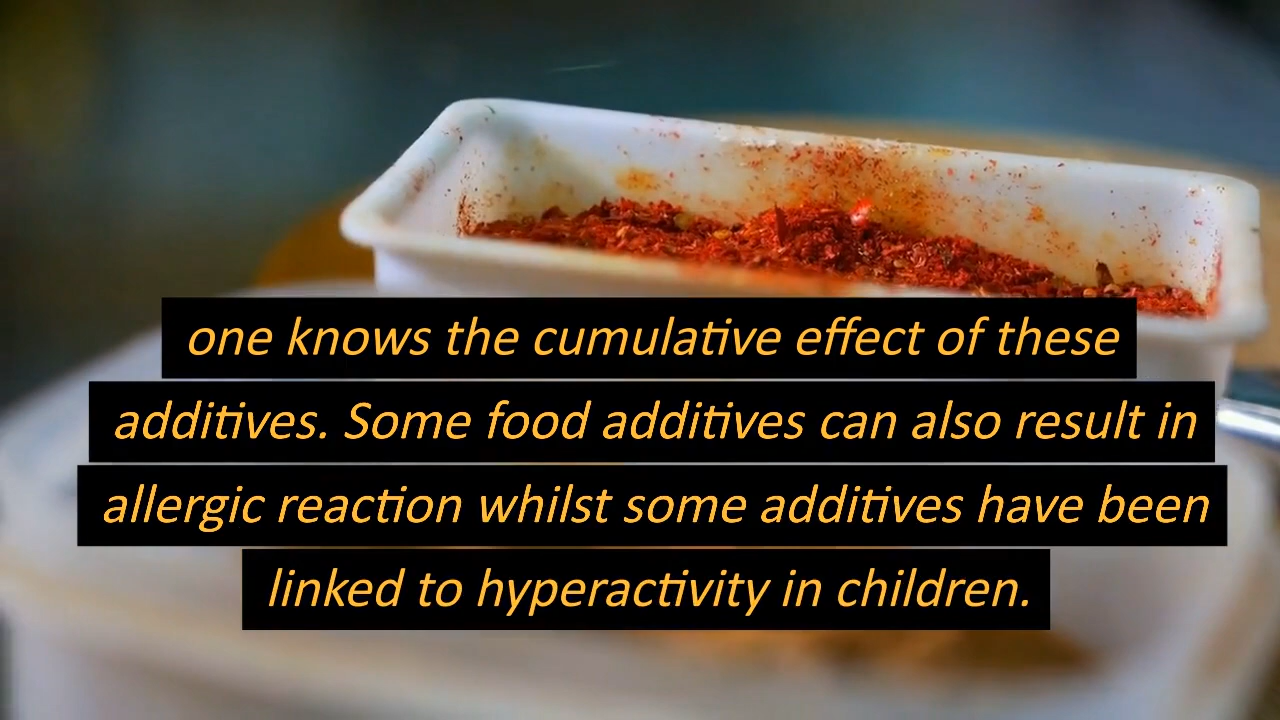 one knows the cumulative effect of these
additives. Some food additives can also result in
allergic reaction whilst some additives have been
linked to hyperactivity in children.